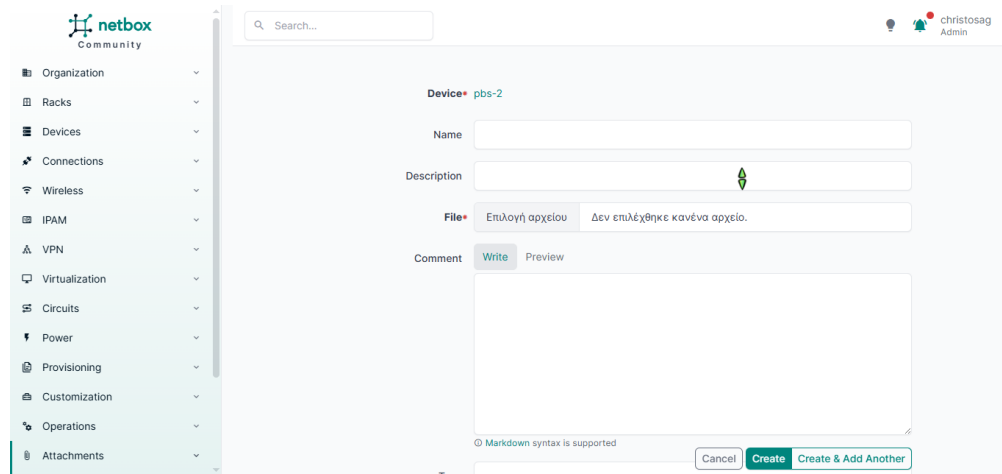 netbox
Community
Search...
christosag
Admin
Organization
Racks
Devices
Connections
Wireless
IPAM
VPN
Virtualization
Circuits
Power
Provisioning
Customization
Operations
Attachments
Device• pbs-2
Name
Description
File• Επιλογή αρχείου Δεν επιλέχθηκε κανένα αρχείο.
Comment Write Preview
Markdown syntax is supported
Cancel Create Create & Add Another